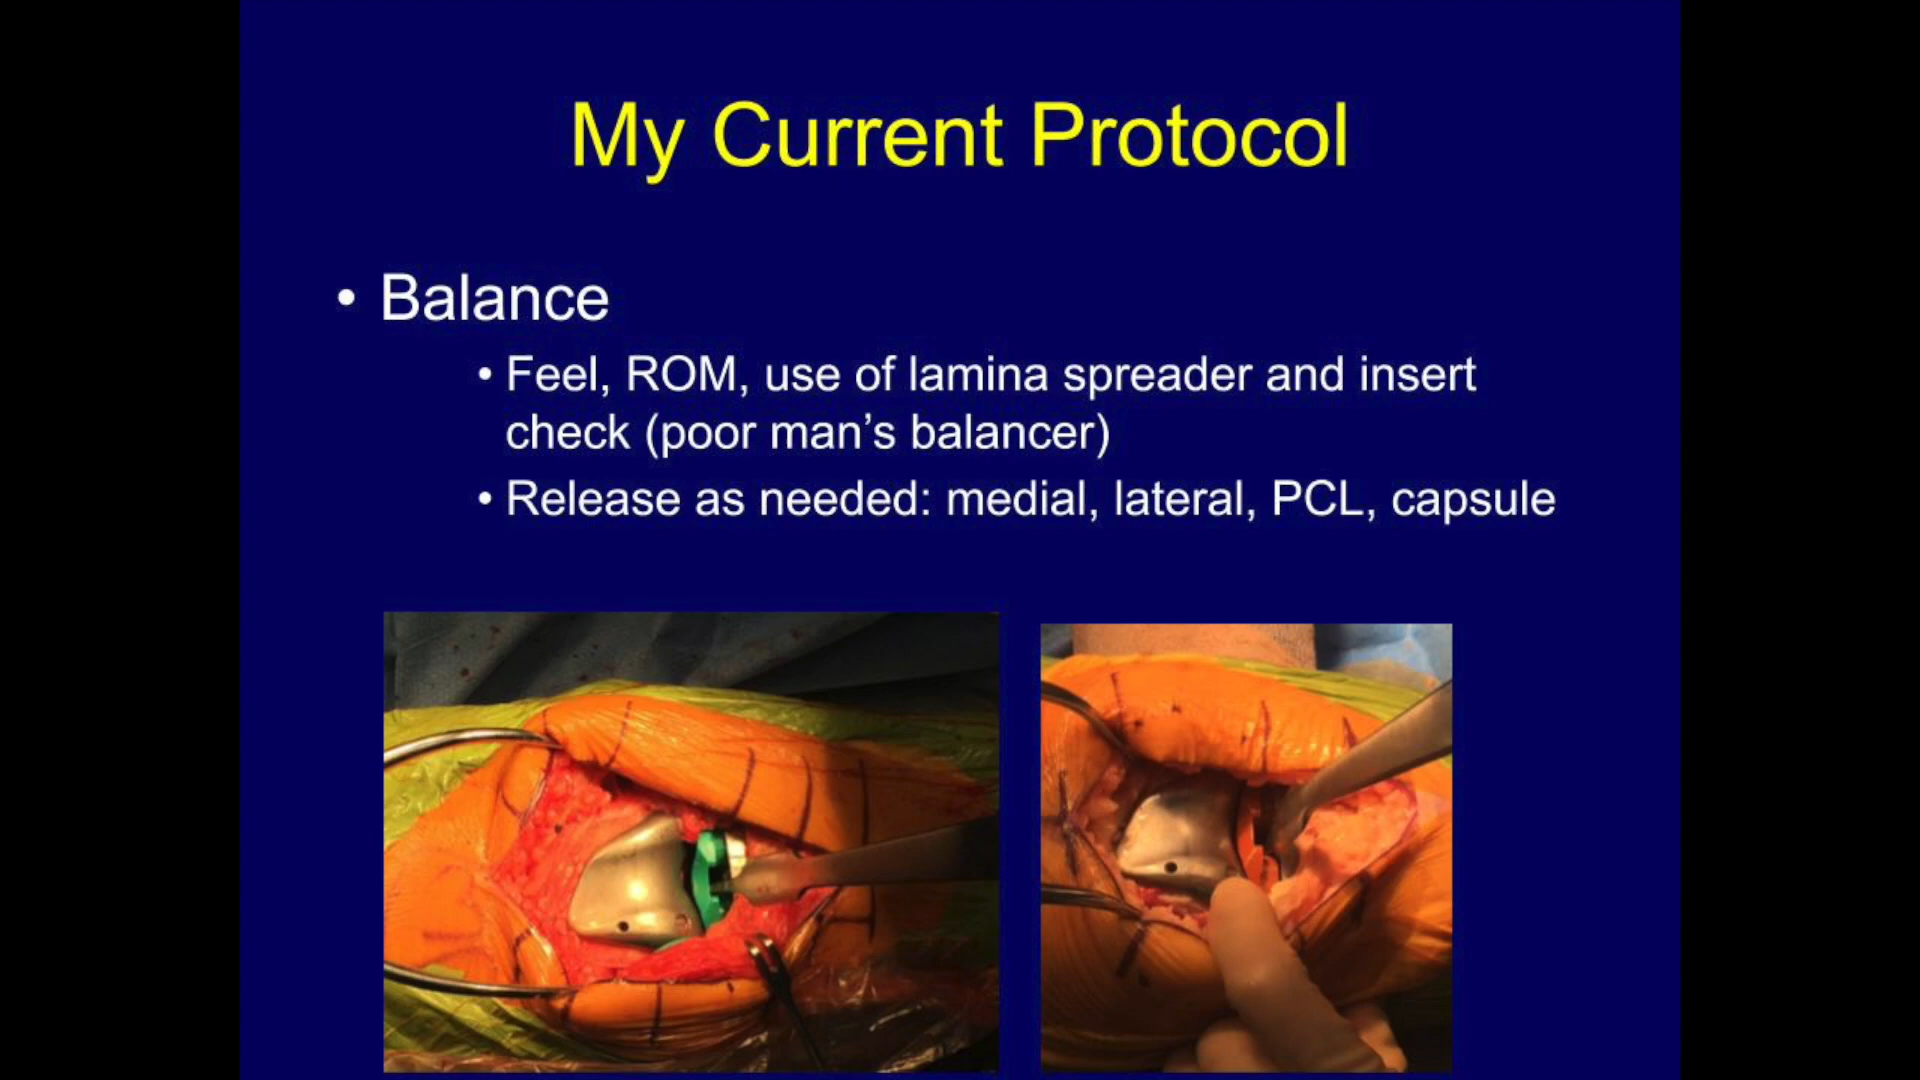 My Current Protocol
• Balance
• Feel, ROM, use of lamina spreader and insert
check (poor man’s balancer)
• Release as needed: medial, lateral, PCL, capsule